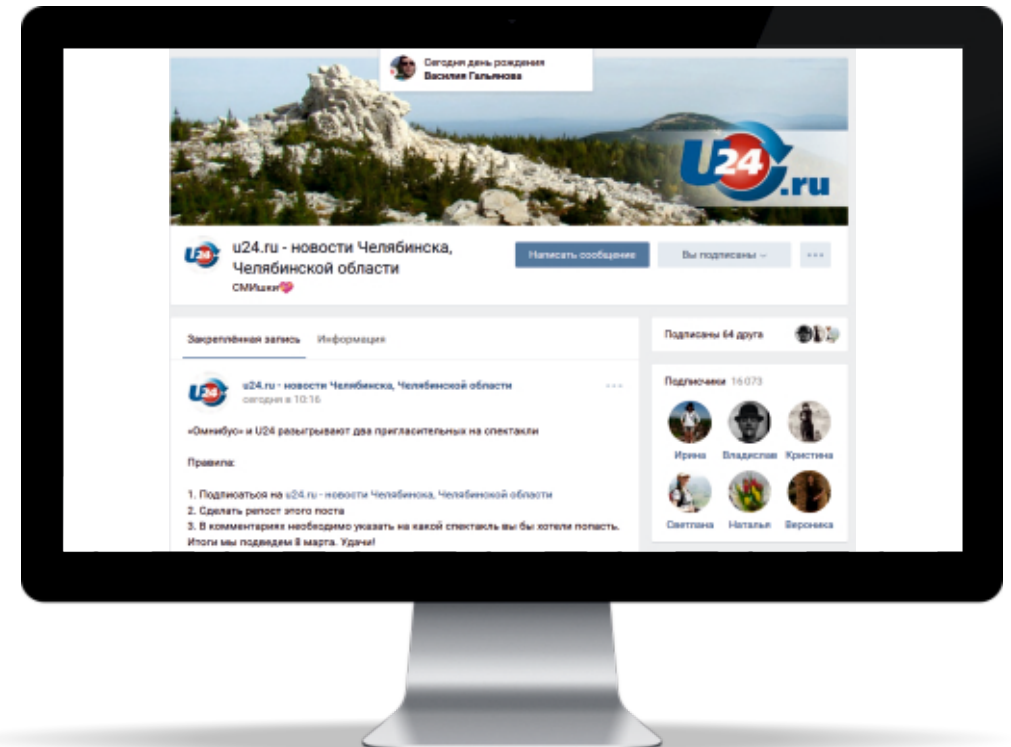 Сегодня день рождения
Василия Гальянова
U24.ru
U24
u24.ru - новости Челябинска,
Челябинской области
СМИшки💖
Написать сообщение
Вы подписаны
Закреплённая запись Информация
Подписаны 64 друга
U24
u24.ru - новости Челябинска, Челябинской области
сегодня в 10:16
«Омнибус» и U24 разыгрывают два пригласительных на спектакли
Правила:
1. Подписаться на u24.ru - новости Челябинска, Челябинской области
2. Сделать репост этого поста
3. В комментариях необходимо указать на какой спектакль вы бы хотели попасть.
Итоги мы подведем 8 марта. Удачи!
Подписчики 16 073
Ирина Владислав Кристина
Светлана Наталья Вероника